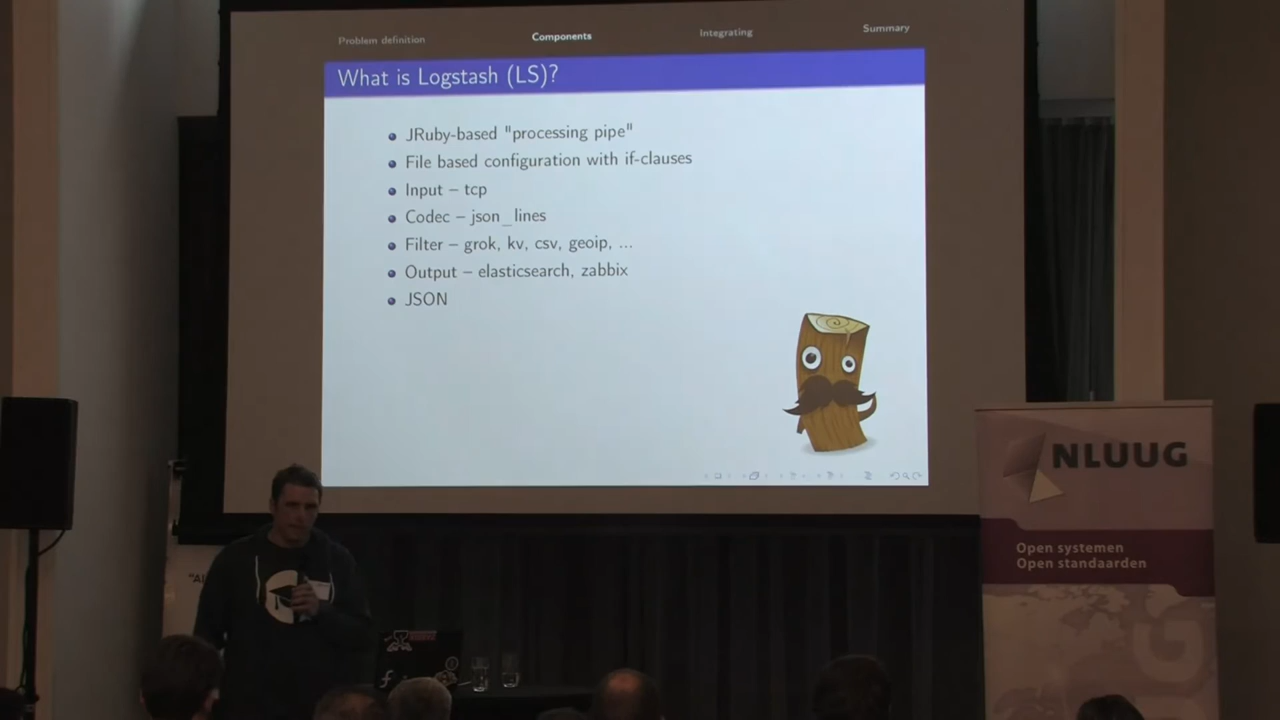 Problem definition
Components
Integrating
Summary
What is Logstash (LS)?
JRuby-based "processing pipe"
File based configuration with if-clauses
Input – tcp
Codec – json_lines
Filter – grok, kv, csv, geoip, ...
Output – elasticsearch, zabbix
JSON
NLUUG
Open systemen
Open standaarden